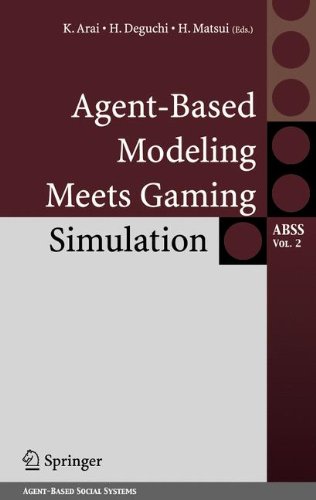 K. Arai • H. Deguchi • H. Matsui (Eds.)
Agent-Based
Modeling
Meets Gaming
Simulation
ABSS
VOL. 2
Springer
AGENT-BASED SOCIAL SYSTEMS